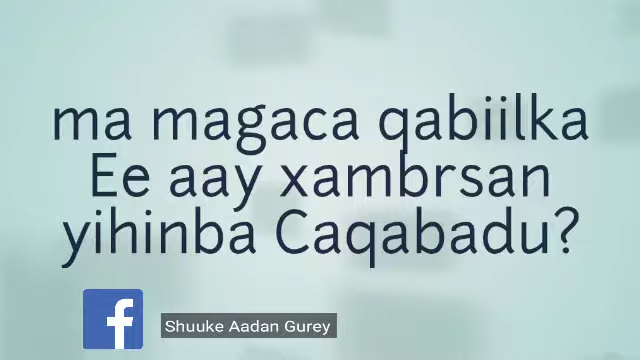 ma magaca qabiilka
Ee aay xambrsan
yihinba Caqabadu?
f
Shuuke Aadan Gurey